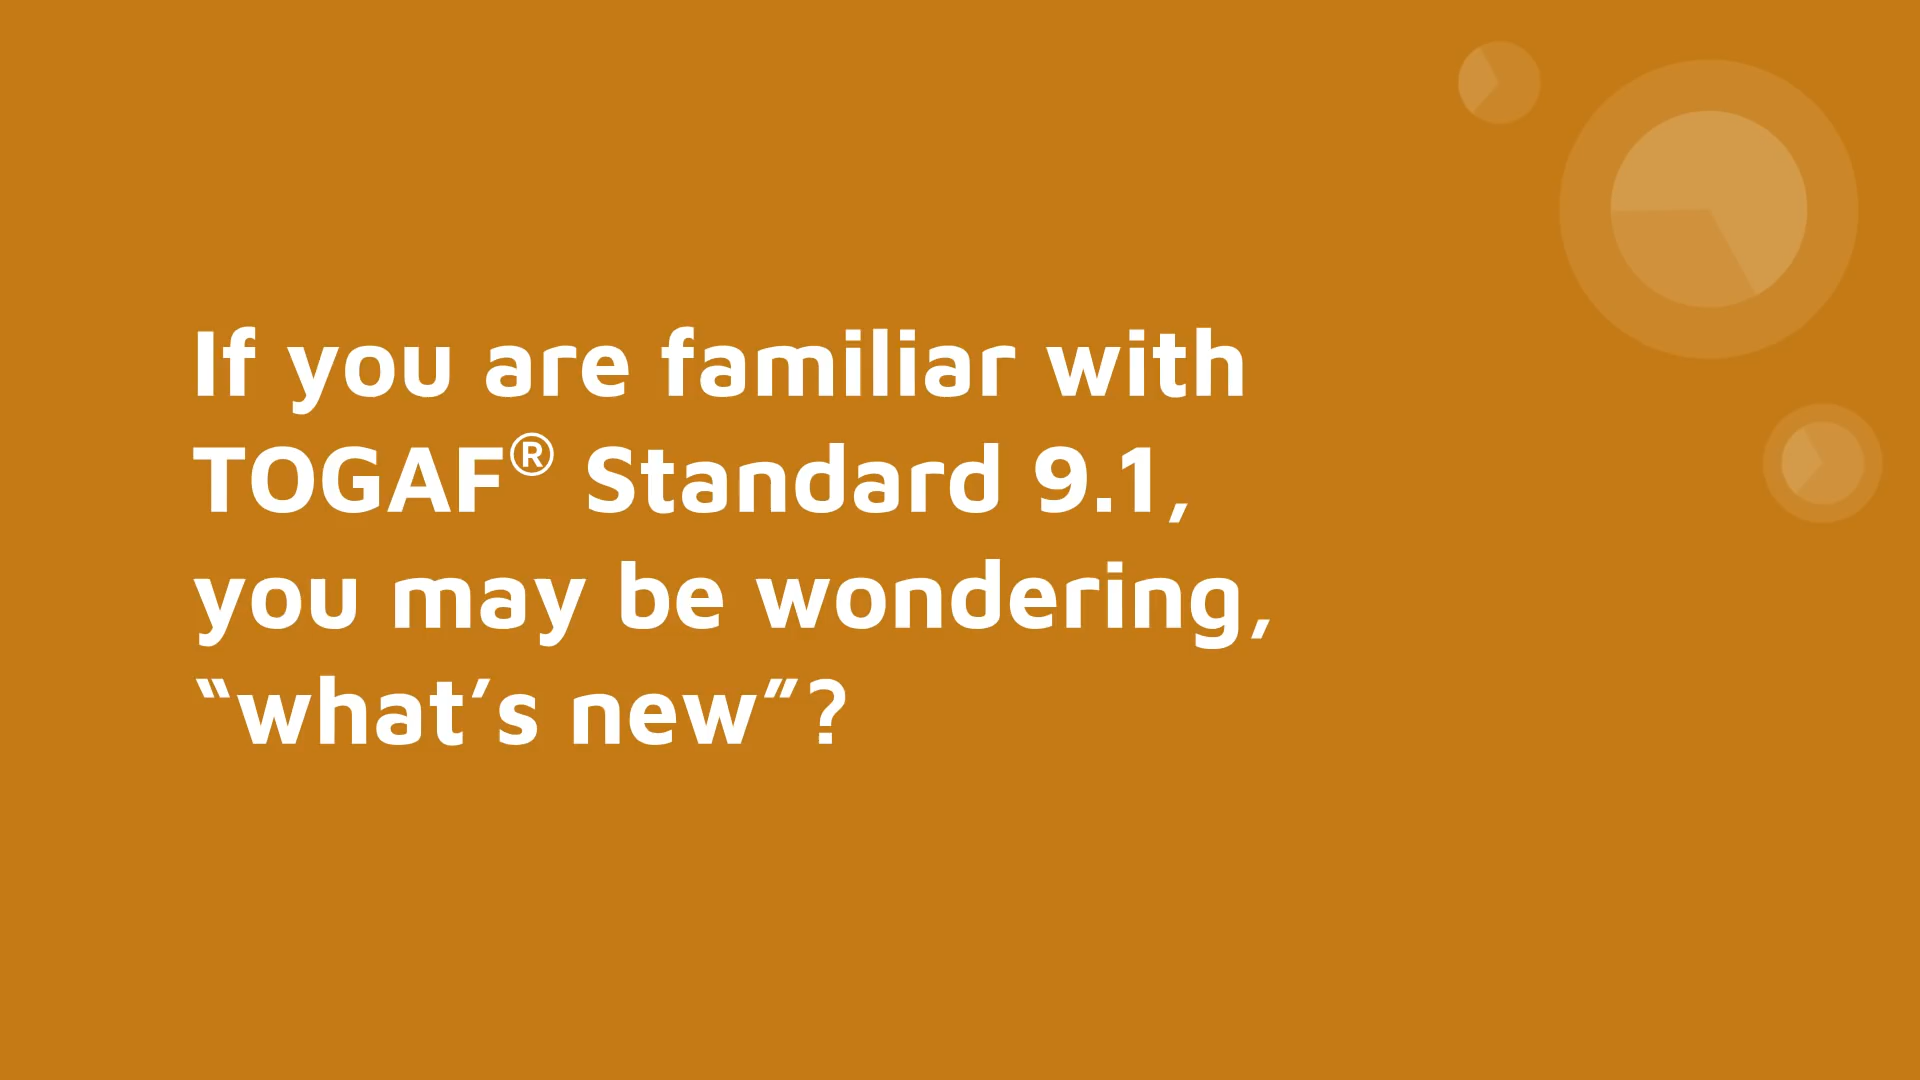 If you are familiar with
TOGAF® Standard 9.1,
you may be wondering,
“what’s new”?